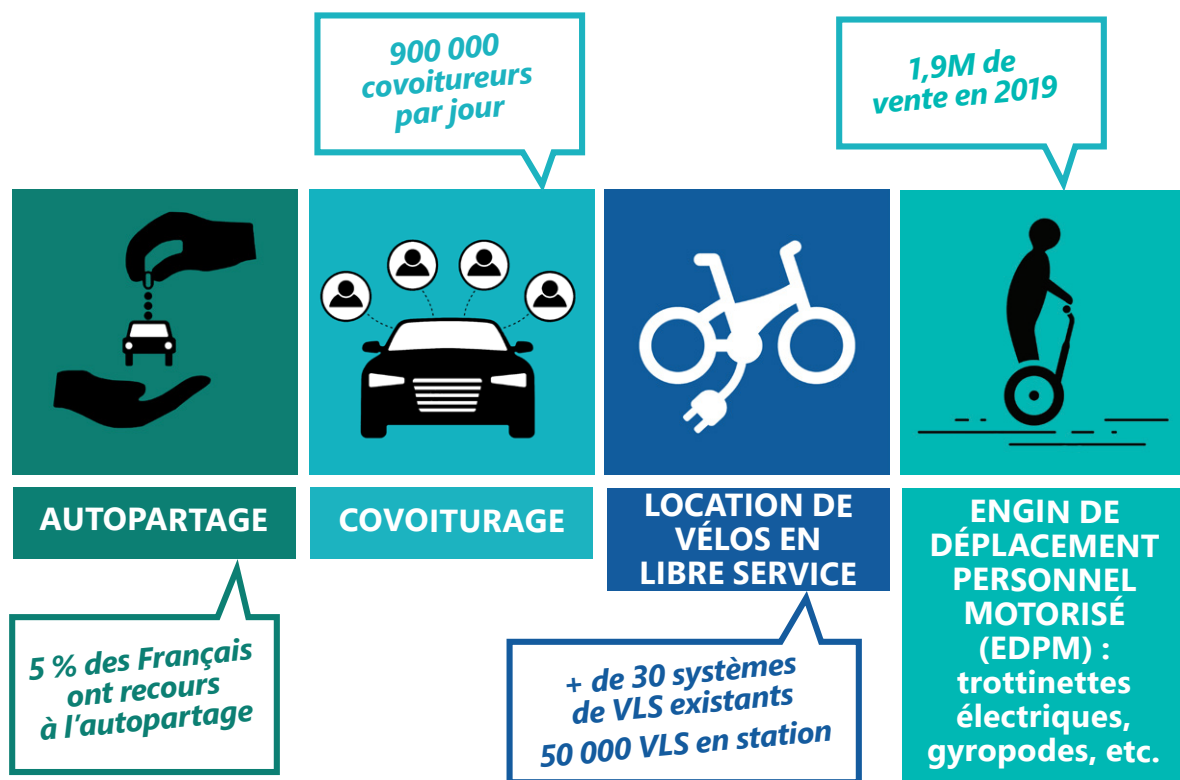 900 000
covoitureurs
par jour
1,9M de
vente en 2019
AUTOPARTAGE
COVOITURAGE
LOCATION DE
VÉLOS EN
LIBRE SERVICE
ENGIN DE
DÉPLACEMENT
PERSONNEL
MOTORISÉ
(EDPM) :
trottinettes
électriques,
gyropodes, etc.
5 % des Français
ont recours
à l'autopartage
+ de 30 systèmes
de VLS existants
50 000 VLS en station